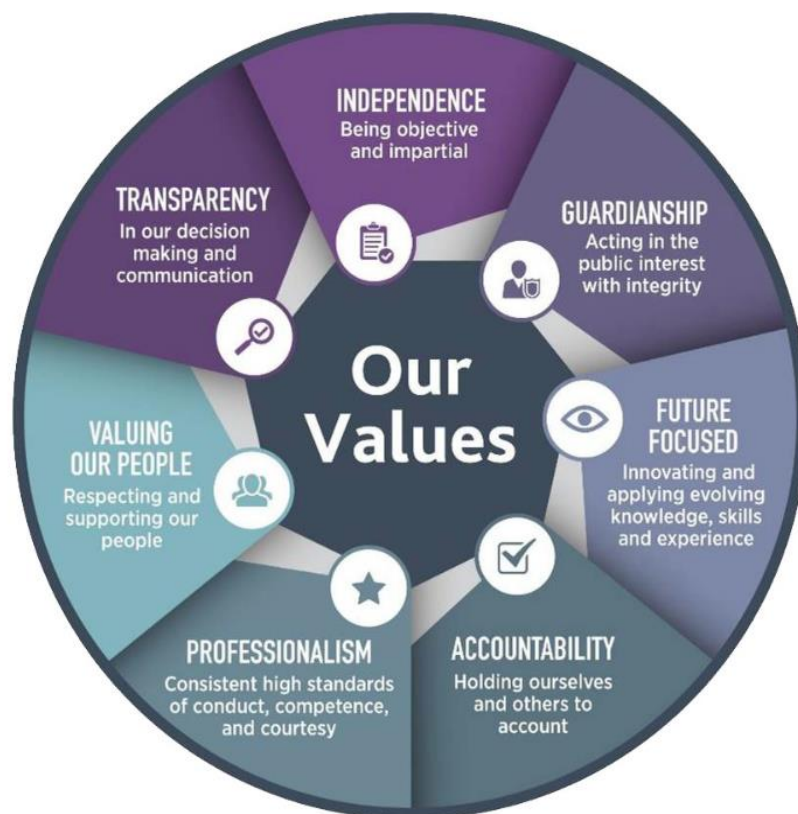 Our
Values
INDEPENDENCE
Being objective
and impartial
GUARDIANSHIP
Acting in the
public interest
with integrity
FUTURE
FOCUSED
Innovating and
applying evolving
knowledge, skills
and experience
ACCOUNTABILITY
Holding ourselves
and others to
account
PROFESSIONALISM
Consistent high standards
of conduct, competence,
and courtesy
VALUING
OUR PEOPLE
Respecting and
supporting our
people
TRANSPARENCY
In our decision
making and
communication